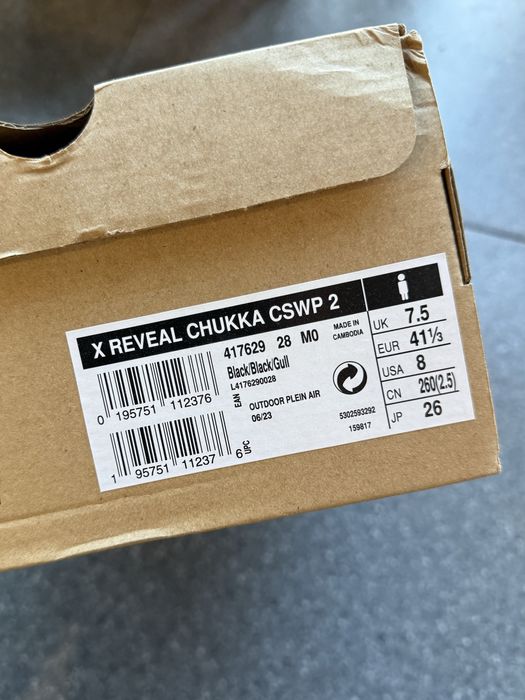 X REVEAL CHUKKA CSWP 2
417629 28 M0
MADE IN
CAMBODIA
Black/Black/Gull
L4176290028
EAN
0 195751 112376
OUTDOOR PLEIN AIR
06/23
5302593292
159817
1 95751 11237 6
UPC
UK 7.5
EUR 41⅓
USA 8
CN 260(2.5)
JP 26